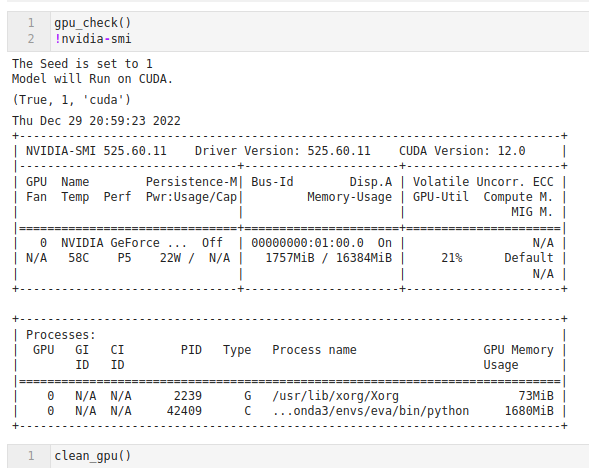 1 gpu_check()
2 !nvidia-smi
The Seed is set to 1
Model will Run on CUDA.
(True, 1, 'cuda')
Thu Dec 29 20:59:23 2022
+-----------------------------------------------------------------------------+
| NVIDIA-SMI 525.60.11    Driver Version: 525.60.11    CUDA Version: 12.0     |
|-------------------------------+----------------------+----------------------+
| GPU  Name        Persistence-M| Bus-Id        Disp.A | Volatile Uncorr. ECC |
| Fan  Temp  Perf  Pwr:Usage/Cap|         Memory-Usage | GPU-Util  Compute M. |
|                               |                      |               MIG M. |
|===============================+======================+======================|
|   0  NVIDIA GeForce ...  Off  | 00000000:01:00.0  On |                  N/A |
| N/A   58C    P5    22W /  N/A |   1757MiB / 16384MiB |     21%      Default |
|                               |                      |                  N/A |
+-------------------------------+----------------------+----------------------+
+-----------------------------------------------------------------------------+
| Processes:                                                                  |
|  GPU   GI   CI        PID   Type   Process name                  GPU Memory |
|        ID   ID                                                   Usage      |
|=============================================================================|
|    0   N/A  N/A      2239      G   /usr/lib/xorg/Xorg                 73MiB |
|    0   N/A  N/A     42409      C   ...onda3/envs/eva/bin/python     1680MiB |
+-----------------------------------------------------------------------------+
1 clean_gpu()